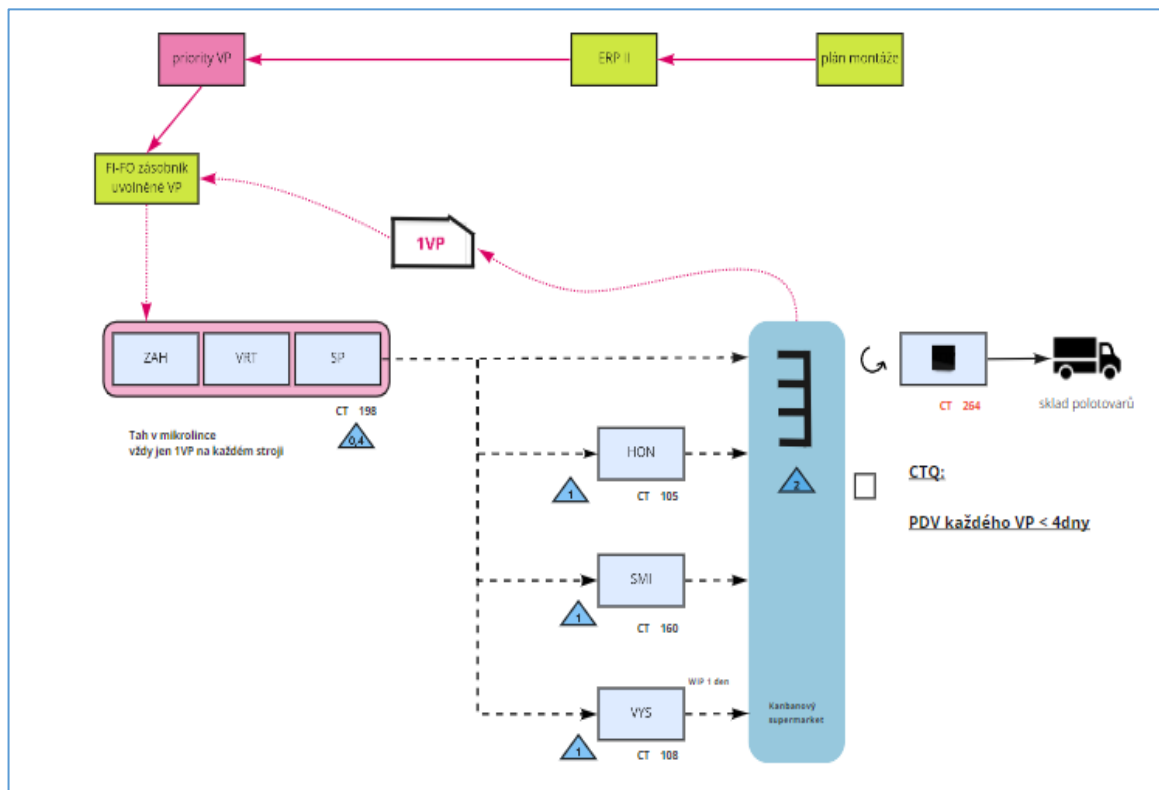 priority VP
ERP II
plán montáže
FI-FO zásobník
uvolněné VP
1VP
ZAH
VRT
SP
CT 198
0,4
Tah v mikrolince
vždy jen 1VP na každém stroji
HON
1
CT 105
SMI
1
CT 160
VYS
1
CT 108
WIP 1 den
2
Kanbanový
supermarket
CT 264
sklad polotovarů
CTQ:
PDV každého VP < 4dny